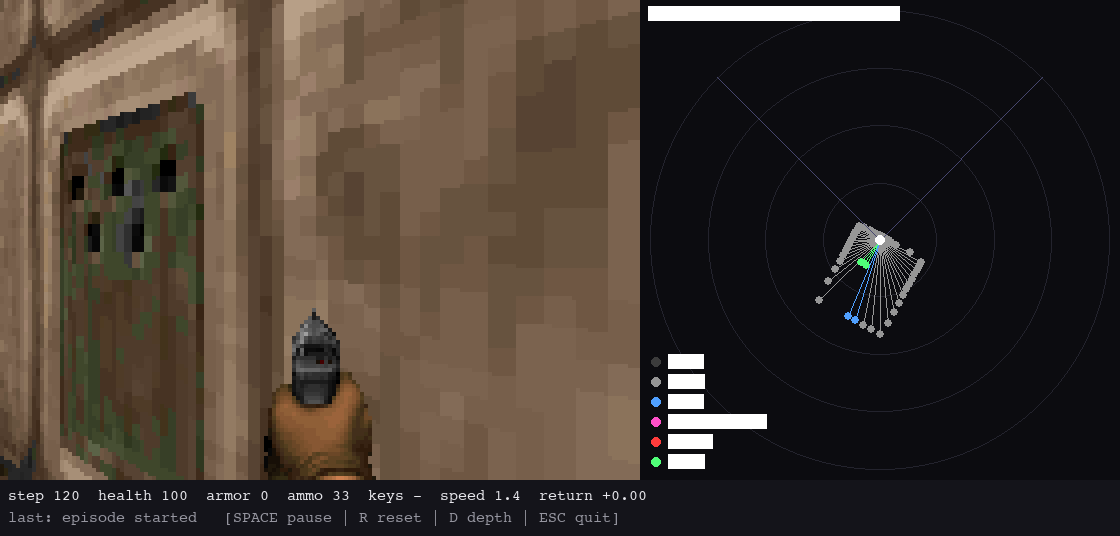 step 120  health 100  armor 0  ammo 33  keys –  speed 1.4  return +0.00
last: episode started   [SPACE pause | R reset | D depth | ESC quit]